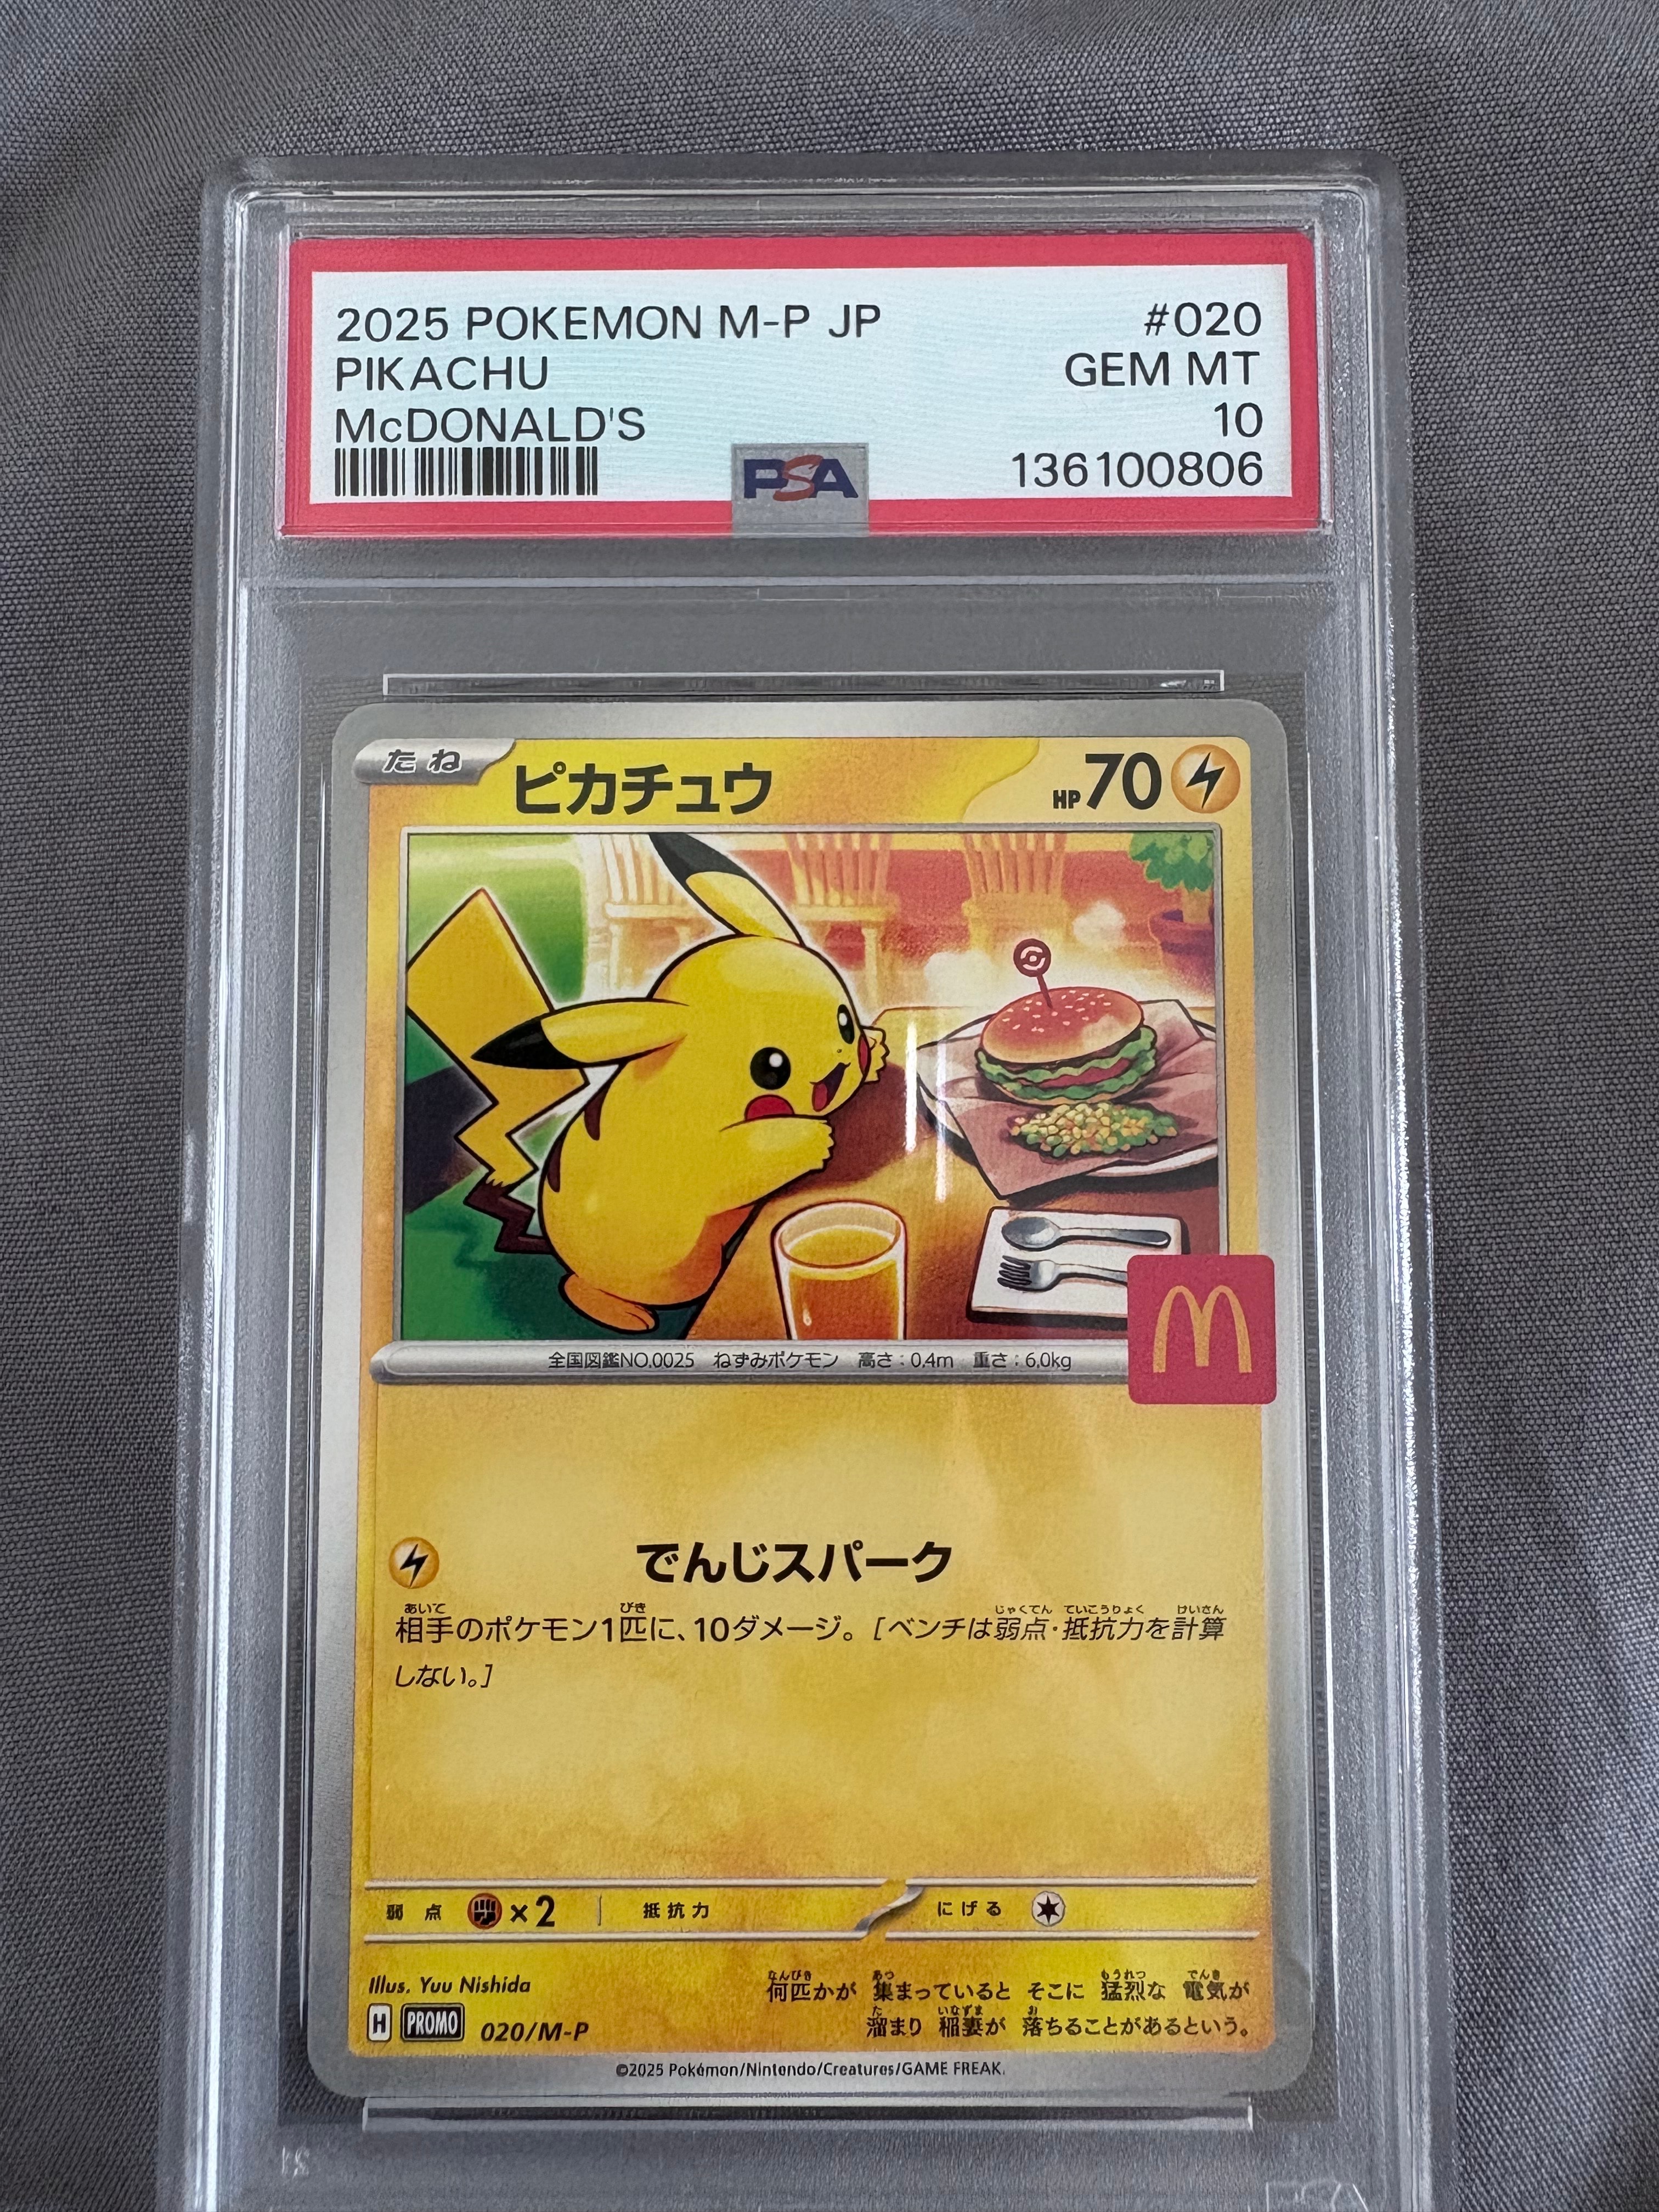 2025 POKEMON M-P JP #020
PIKACHU GEM MT
McDONALD'S 10
PSA 136100806
たね ピカチュウ HP70
全国図鑑NO.0025 ねずみポケモン 高さ:0.4m 重さ:6.0kg
M
でんじスパーク
相手のポケモン1匹に、10ダメージ。[ベンチは弱点・抵抗力を計算
しない。]
弱点 ×2 抵抗力 にげる
Illus. Yuu Nishida
H PROMO 020/M-P
何匹かが 集まっていると そこに 猛烈な 電気が
溜まり 稲妻が 落ちることがあるという。
©2025 Pokémon/Nintendo/Creatures/GAME FREAK.